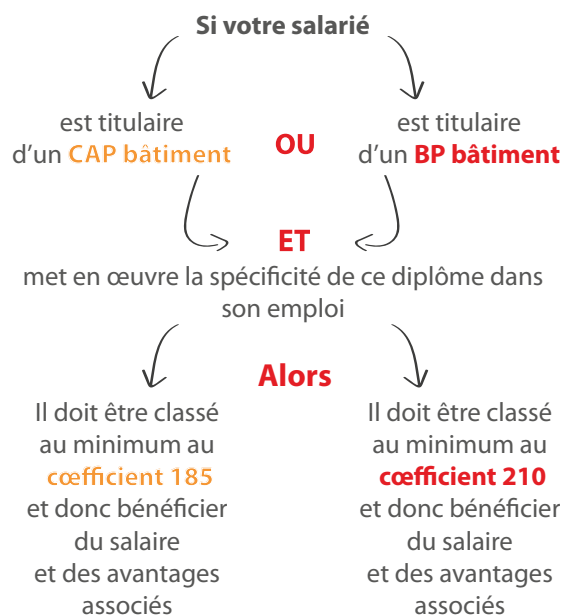 Si votre salarié
est titulaire
d'un CAP bâtiment
OU
est titulaire
d'un BP bâtiment
ET
met en œuvre la spécificité de ce diplôme dans
son emploi
Alors
Il doit être classé
au minimum au
cœfficient 185
et donc bénéficier
du salaire
et des avantages
associés
Il doit être classé
au minimum au
cœfficient 210
et donc bénéficier
du salaire
et des avantages
associés